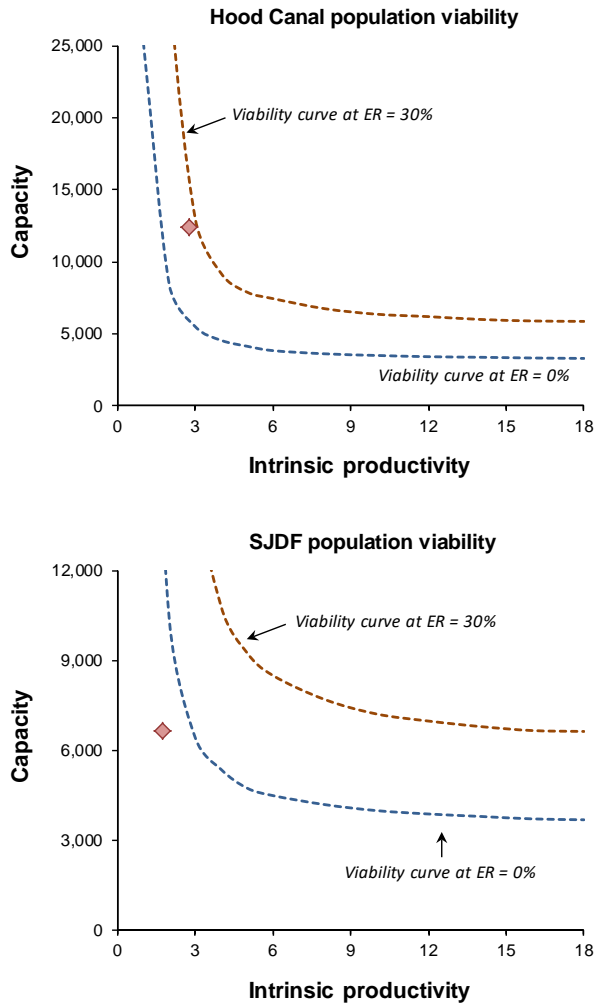 Hood Canal population viability
25,000
Viability curve at ER = 30%
20,000
15,000
Capacity
10,000
5,000
Viability curve at ER = 0%
0
0 3 6 9 12 15 18
Intrinsic productivity
SJDF population viability
12,000
Viability curve at ER = 30%
9,000
Capacity
6,000
3,000
Viability curve at ER = 0%
0
0 3 6 9 12 15 18
Intrinsic productivity